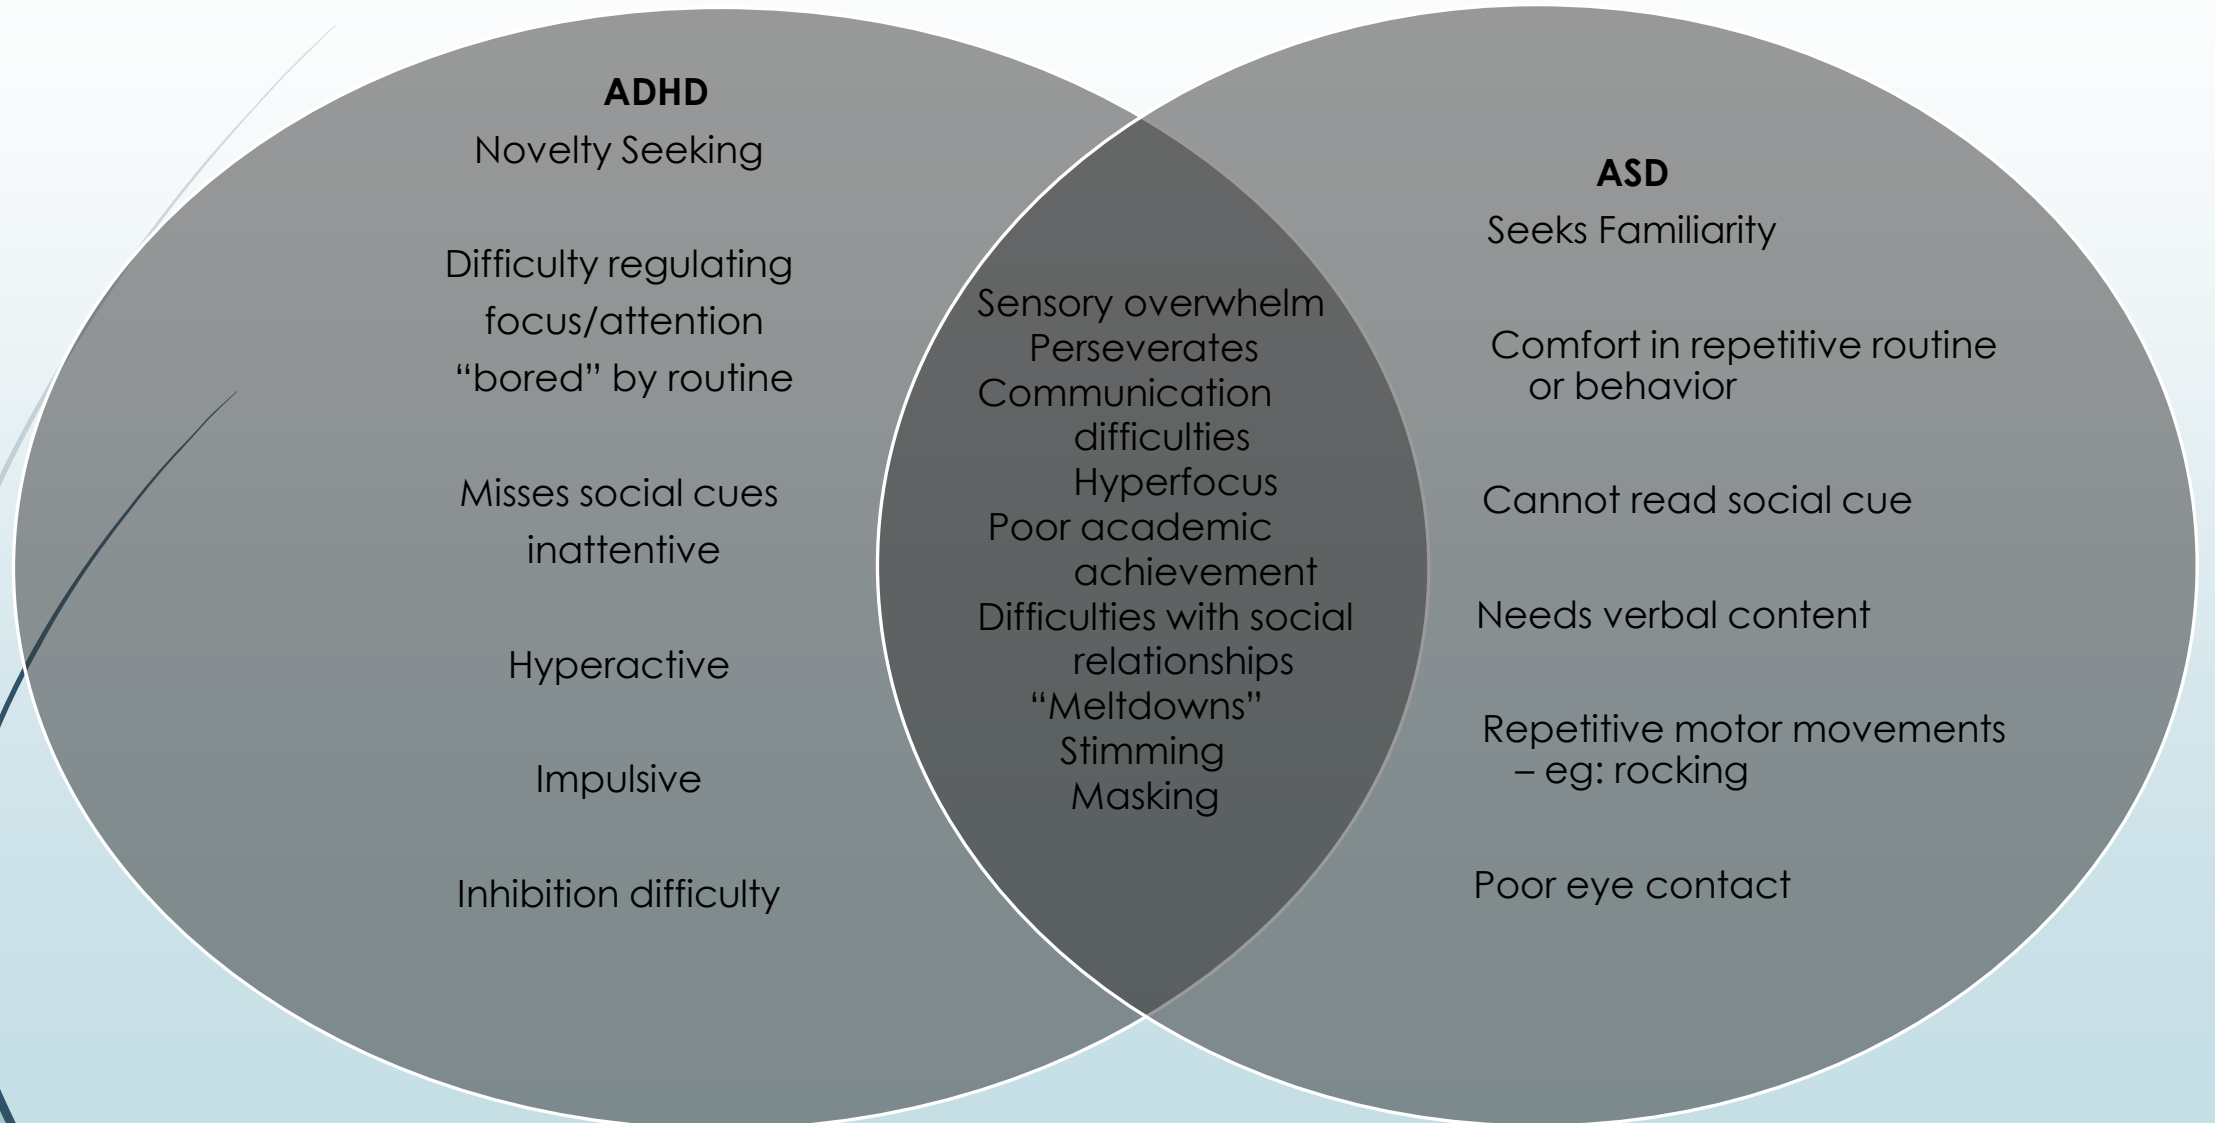 ADHD
Novelty Seeking
Difficulty regulating
focus/attention
“bored” by routine
Misses social cues
inattentive
Hyperactive
Impulsive
Inhibition difficulty
Sensory overwhelm
Perseverates
Communication
difficulties
Hyperfocus
Poor academic
achievement
Difficulties with social
relationships
“Meltdowns”
Stimming
Masking
ASD
Seeks Familiarity
Comfort in repetitive routine
or behavior
Cannot read social cue
Needs verbal content
Repetitive motor movements
– eg: rocking
Poor eye contact